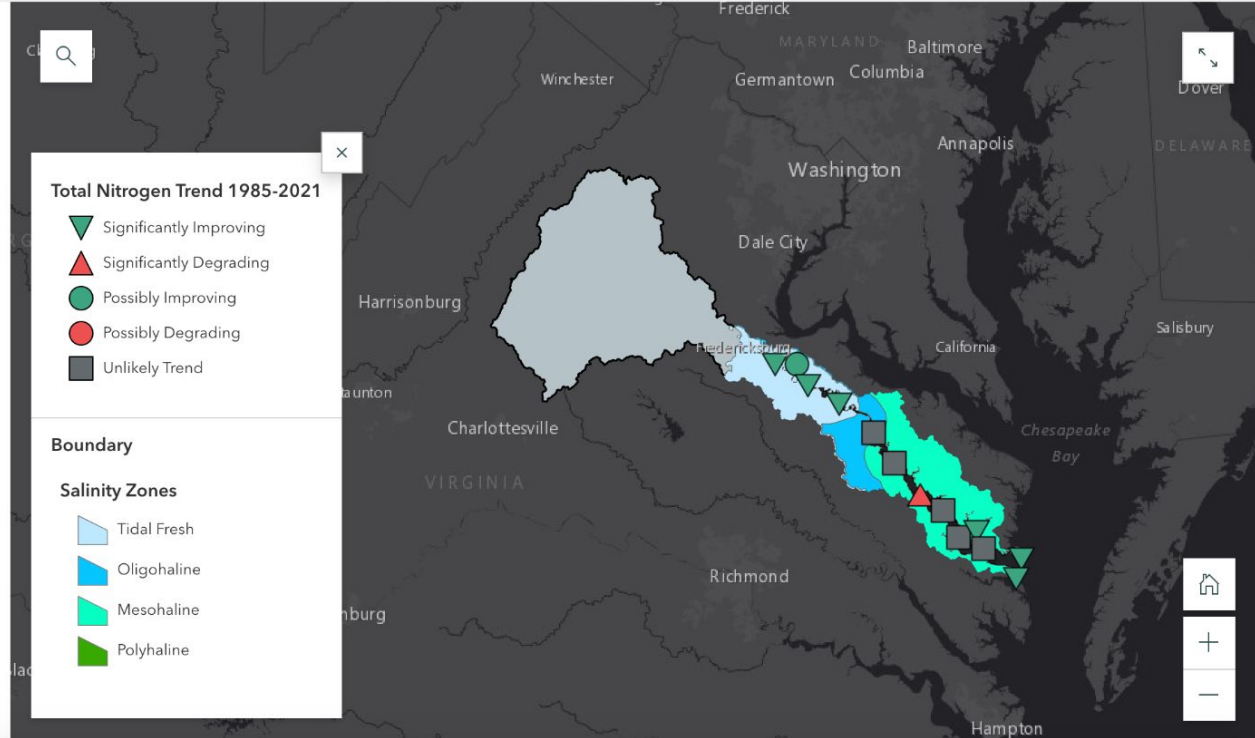 Frederick
MARYLAND
Baltimore
Columbia
Winchester
Germantown
Dover
Annapolis
DELAWARE
Washington
Dale City
Harrisonburg
Salisbury
Fredericksburg
California
taunton
Charlottesville
Chesapeake
Bay
VIRGINIA
Richmond
nburg
Hampton
Total Nitrogen Trend 1985-2021
Significantly Improving
Significantly Degrading
Possibly Improving
Possibly Degrading
Unlikely Trend
Boundary
Salinity Zones
Tidal Fresh
Oligohaline
Mesohaline
Polyhaline